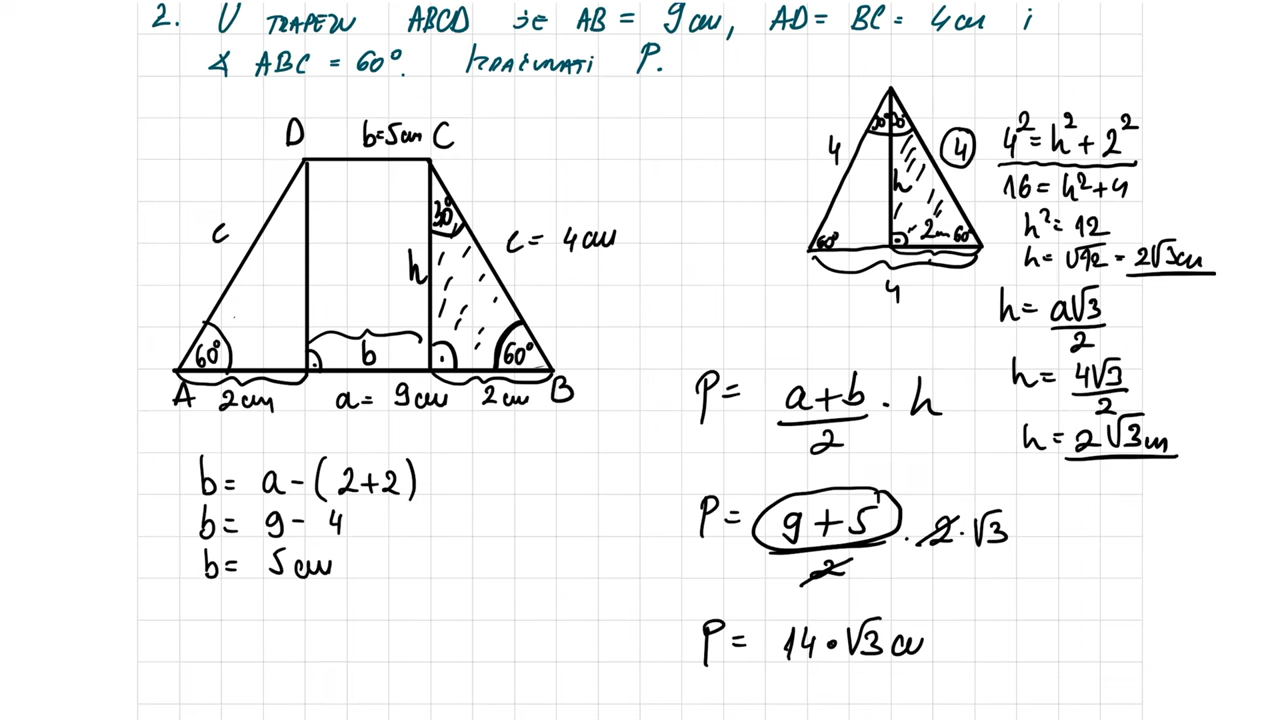 2. U TRAPEZU ABCD JE AB = 9cm, AD = BC = 4cm i
∢ ABC = 60°. IZRAČUNATI P.
D b=5cm C
c
30°
h
c = 4cm
60°
b
60°
A 2cm a = 9cm 2cm B
b = a - (2+2)
b = 9 - 4
b = 5cm
30° 30°
4
4
h
60°
2cm 60°
4
4² = h² + 2²
16 = h² + 4
h² = 12
h = √12 = 2√3cm
h = a√3/2
h = 4√3/2
h = 2√3cm
P = (a+b)/2 · h
P = (9+5)/2 · 2·√3
P = 14·√3 cm